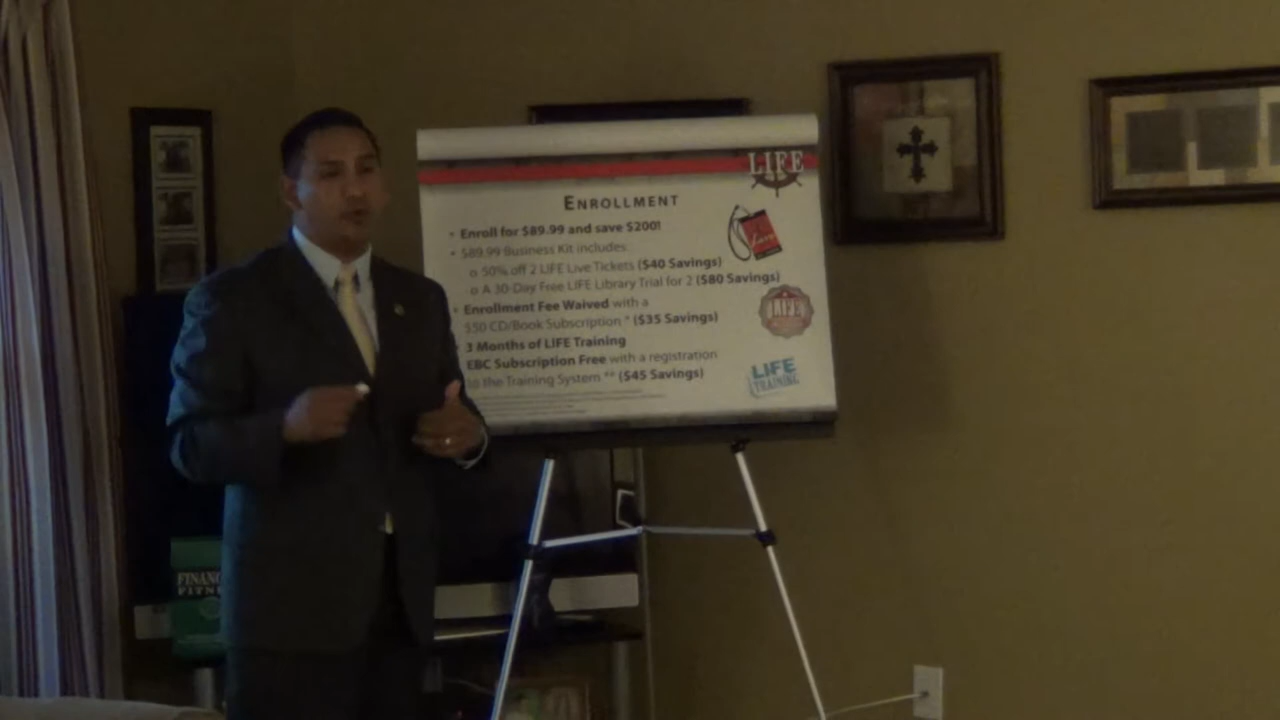 LIFE
ENROLLMENT
• Enroll for $89.99 and save $200!
• $89.99 Business Kit includes:
o 50% off 2 LIFE Live Tickets ($40 Savings)
o A 30-Day Free LIFE Library Trial for 2 ($80 Savings)
• Enrollment Fee Waived with a
$50 CD/Book Subscription * ($35 Savings)
3 Months of LIFE Training
EBC Subscription Free with a registration
to the Training System ** ($45 Savings)
Live
LIFE
LIFE
TRAINING
FINANC
FITN